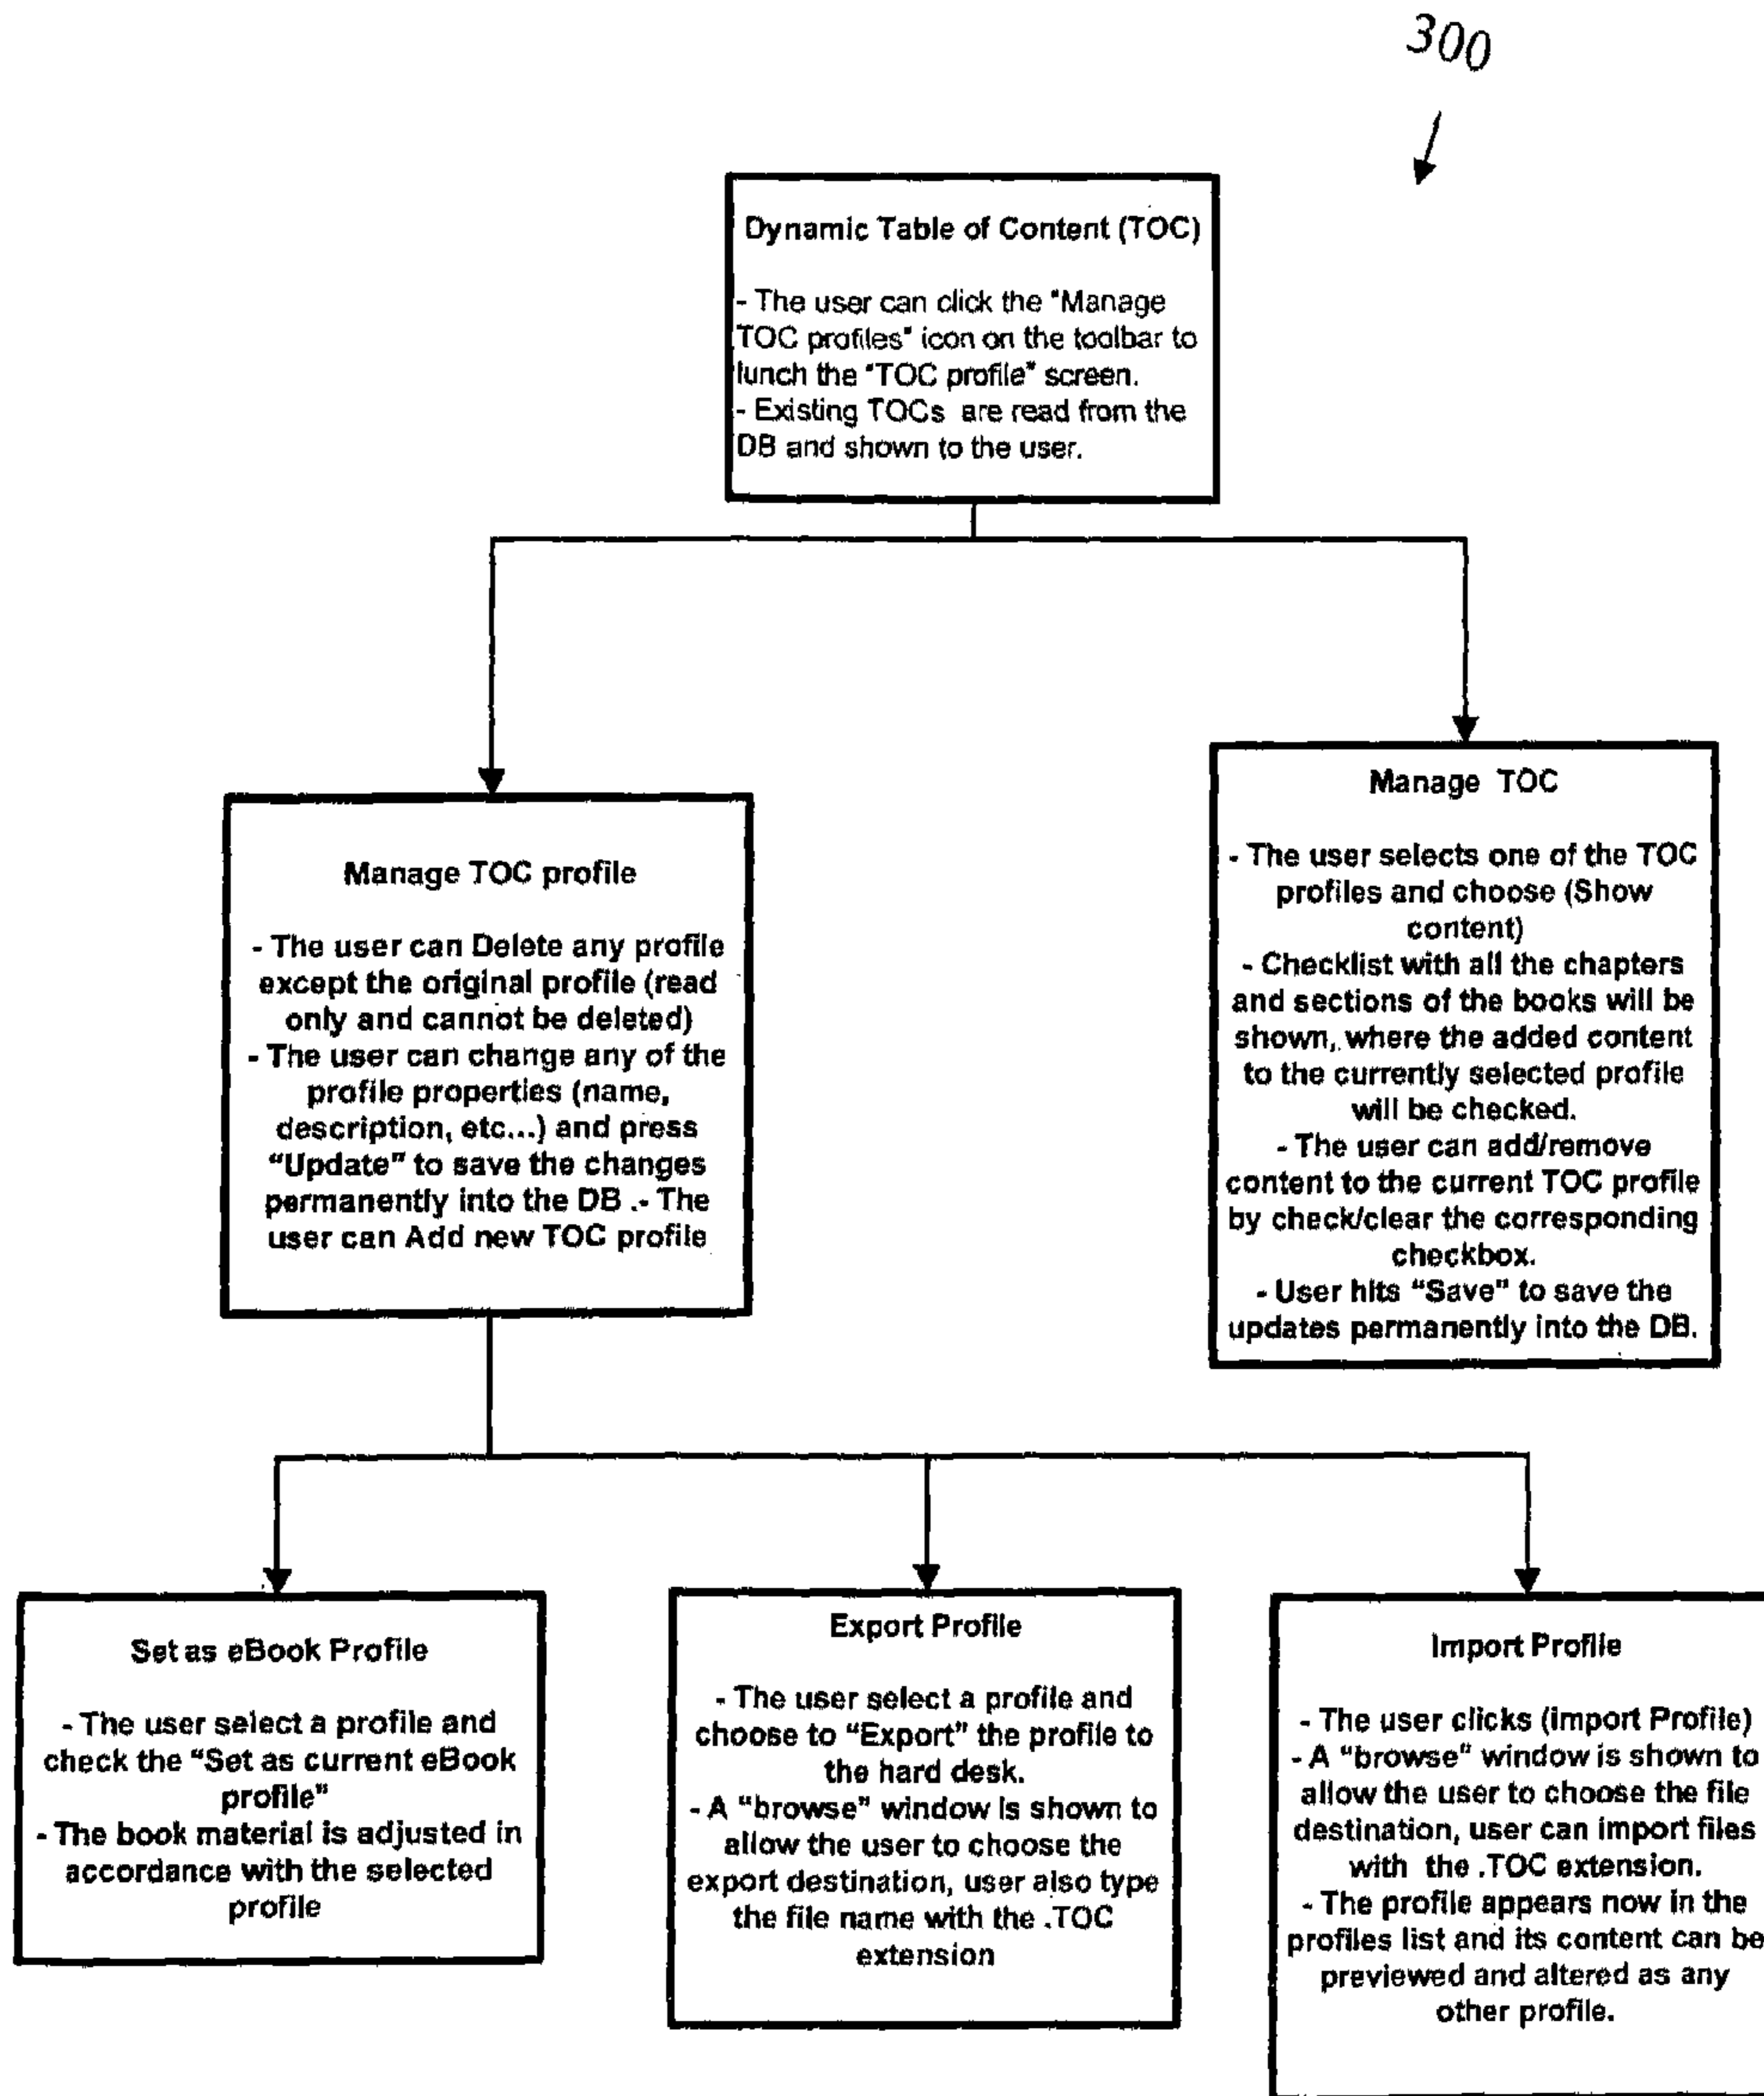 300
Dynamic Table of Content (TOC)
- The user can click the "Manage
TOC profiles" icon on the toolbar to
lunch the "TOC profile" screen.
- Existing TOCs are read from the
DB and shown to the user.
Manage TOC profile
- The user can Delete any profile
except the original profile (read
only and cannot be deleted)
- The user can change any of the
profile properties (name,
description, etc...) and press
“Update” to save the changes
permanently into the DB .- The
user can Add new TOC profile
Manage TOC
- The user selects one of the TOC
profiles and choose (Show
content)
- Checklist with all the chapters
and sections of the books will be
shown, where the added content
to the currently selected profile
will be checked.
- The user can add/remove
content to the current TOC profile
by check/clear the corresponding
checkbox.
- User hits “Save” to save the
updates permanently into the DB.
Set as eBook Profile
- The user select a profile and
check the “Set as current eBook
profile”
- The book material is adjusted in
accordance with the selected
profile
Export Profile
- The user select a profile and
choose to “Export” the profile to
the hard desk.
- A “browse” window is shown to
allow the user to choose the
export destination, user also type
the file name with the .TOC
extension
Import Profile
- The user clicks (Import Profile)
- A “browse” window is shown to
allow the user to choose the file
destination, user can import files
with the .TOC extension.
- The profile appears now in the
profiles list and its content can be
previewed and altered as any
other profile.